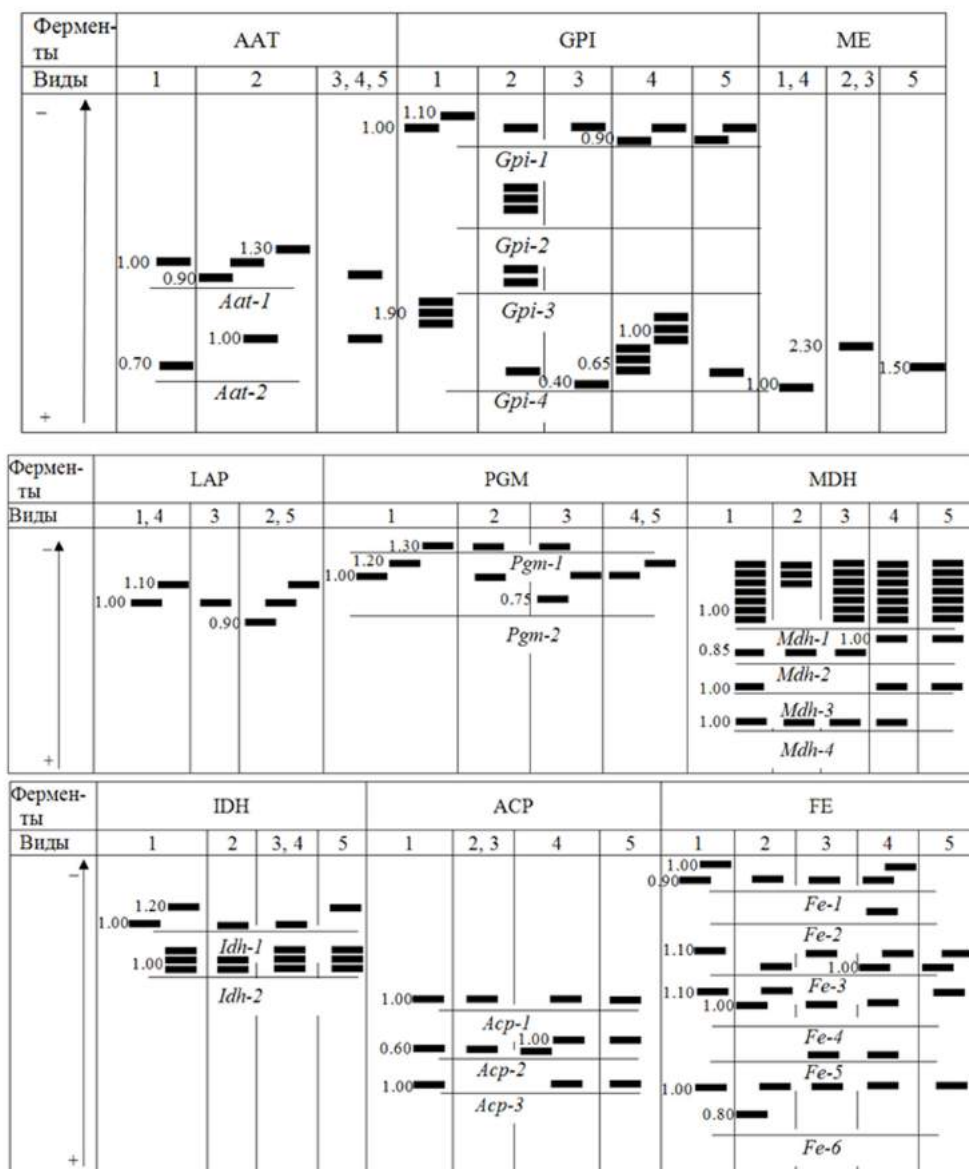 Фермен-
ты
AAT
GPI
ME
Виды
1
2
3, 4, 5
1
2
3
4
5
1, 4
2, 3
5
−
1.10
1.00
0.90
Gpi-1
Gpi-2
1.30
1.00
0.90
Aat-1
1.90
Gpi-3
1.00
1.00
2.30
0.70
0.65
1.50
Aat-2
0.40
1.00
Gpi-4
+
Фермен-
ты
LAP
PGM
MDH
Виды
1, 4
3
2, 5
1
2
3
4, 5
1
2
3
4
5
−
1.30
1.20
Pgm-1
1.10
1.00
1.00
0.90
0.75
1.00
Pgm-2
Mdh-1
1.00
0.85
Mdh-2
1.00
Mdh-3
1.00
Mdh-4
+
Фермен-
ты
IDH
ACP
FE
Виды
1
2
3, 4
5
1
2, 3
4
5
1
2
3
4
5
−
1.00
0.90
1.20
Fe-1
1.00
Idh-1
Fe-2
1.10
1.00
1.00
Idh-2
Fe-3
1.10
1.00
1.00
Acp-1
Fe-4
1.00
0.60
Acp-2
Fe-5
1.00
1.00
Acp-3
0.80
Fe-6
+